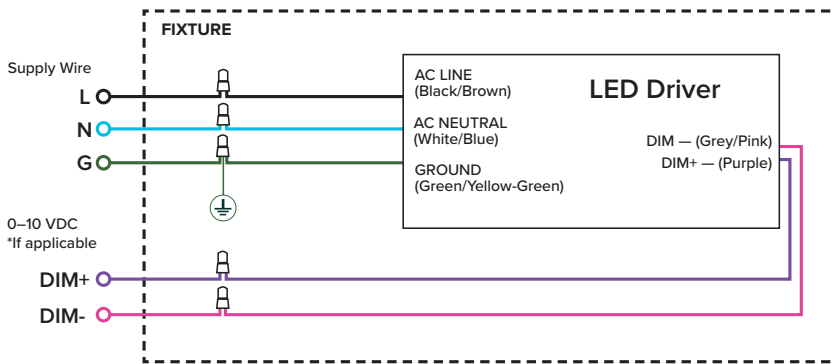 FIXTURE
Supply Wire
L
N
G
AC LINE
(Black/Brown)
AC NEUTRAL
(White/Blue)
GROUND
(Green/Yellow-Green)
LED Driver
DIM — (Grey/Pink)
DIM+ — (Purple)
0–10 VDC
*If applicable
DIM+
DIM-